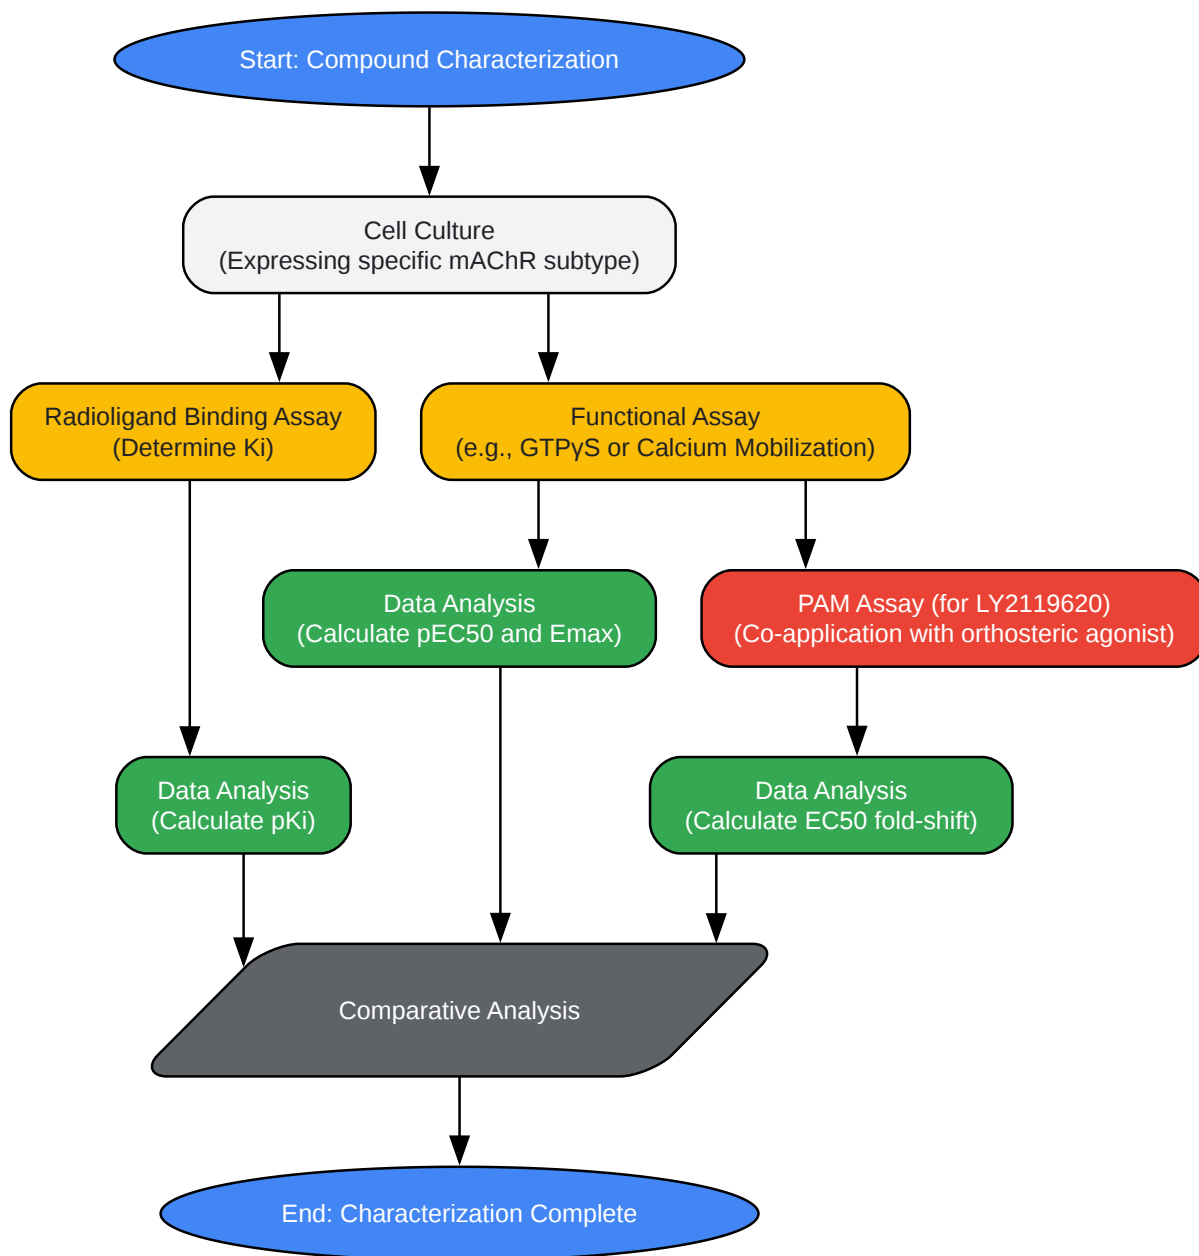 Start: Compound Characterization
Cell Culture
(Expressing specific mAChR subtype)
Radioligand Binding Assay
(Determine Ki)
Functional Assay
(e.g., GTPγS or Calcium Mobilization)
Data Analysis
(Calculate pEC50 and Emax)
PAM Assay (for LY2119620)
(Co-application with orthosteric agonist)
Data Analysis
(Calculate pKi)
Data Analysis
(Calculate EC50 fold-shift)
Comparative Analysis
End: Characterization Complete